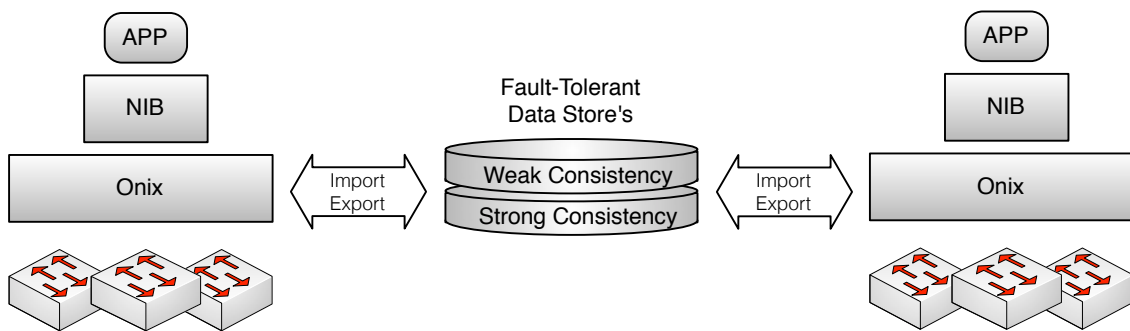 APP
NIB
Onix
Import
Export
Fault-Tolerant
Data Store's
Weak Consistency
Strong Consistency
Import
Export
APP
NIB
Onix